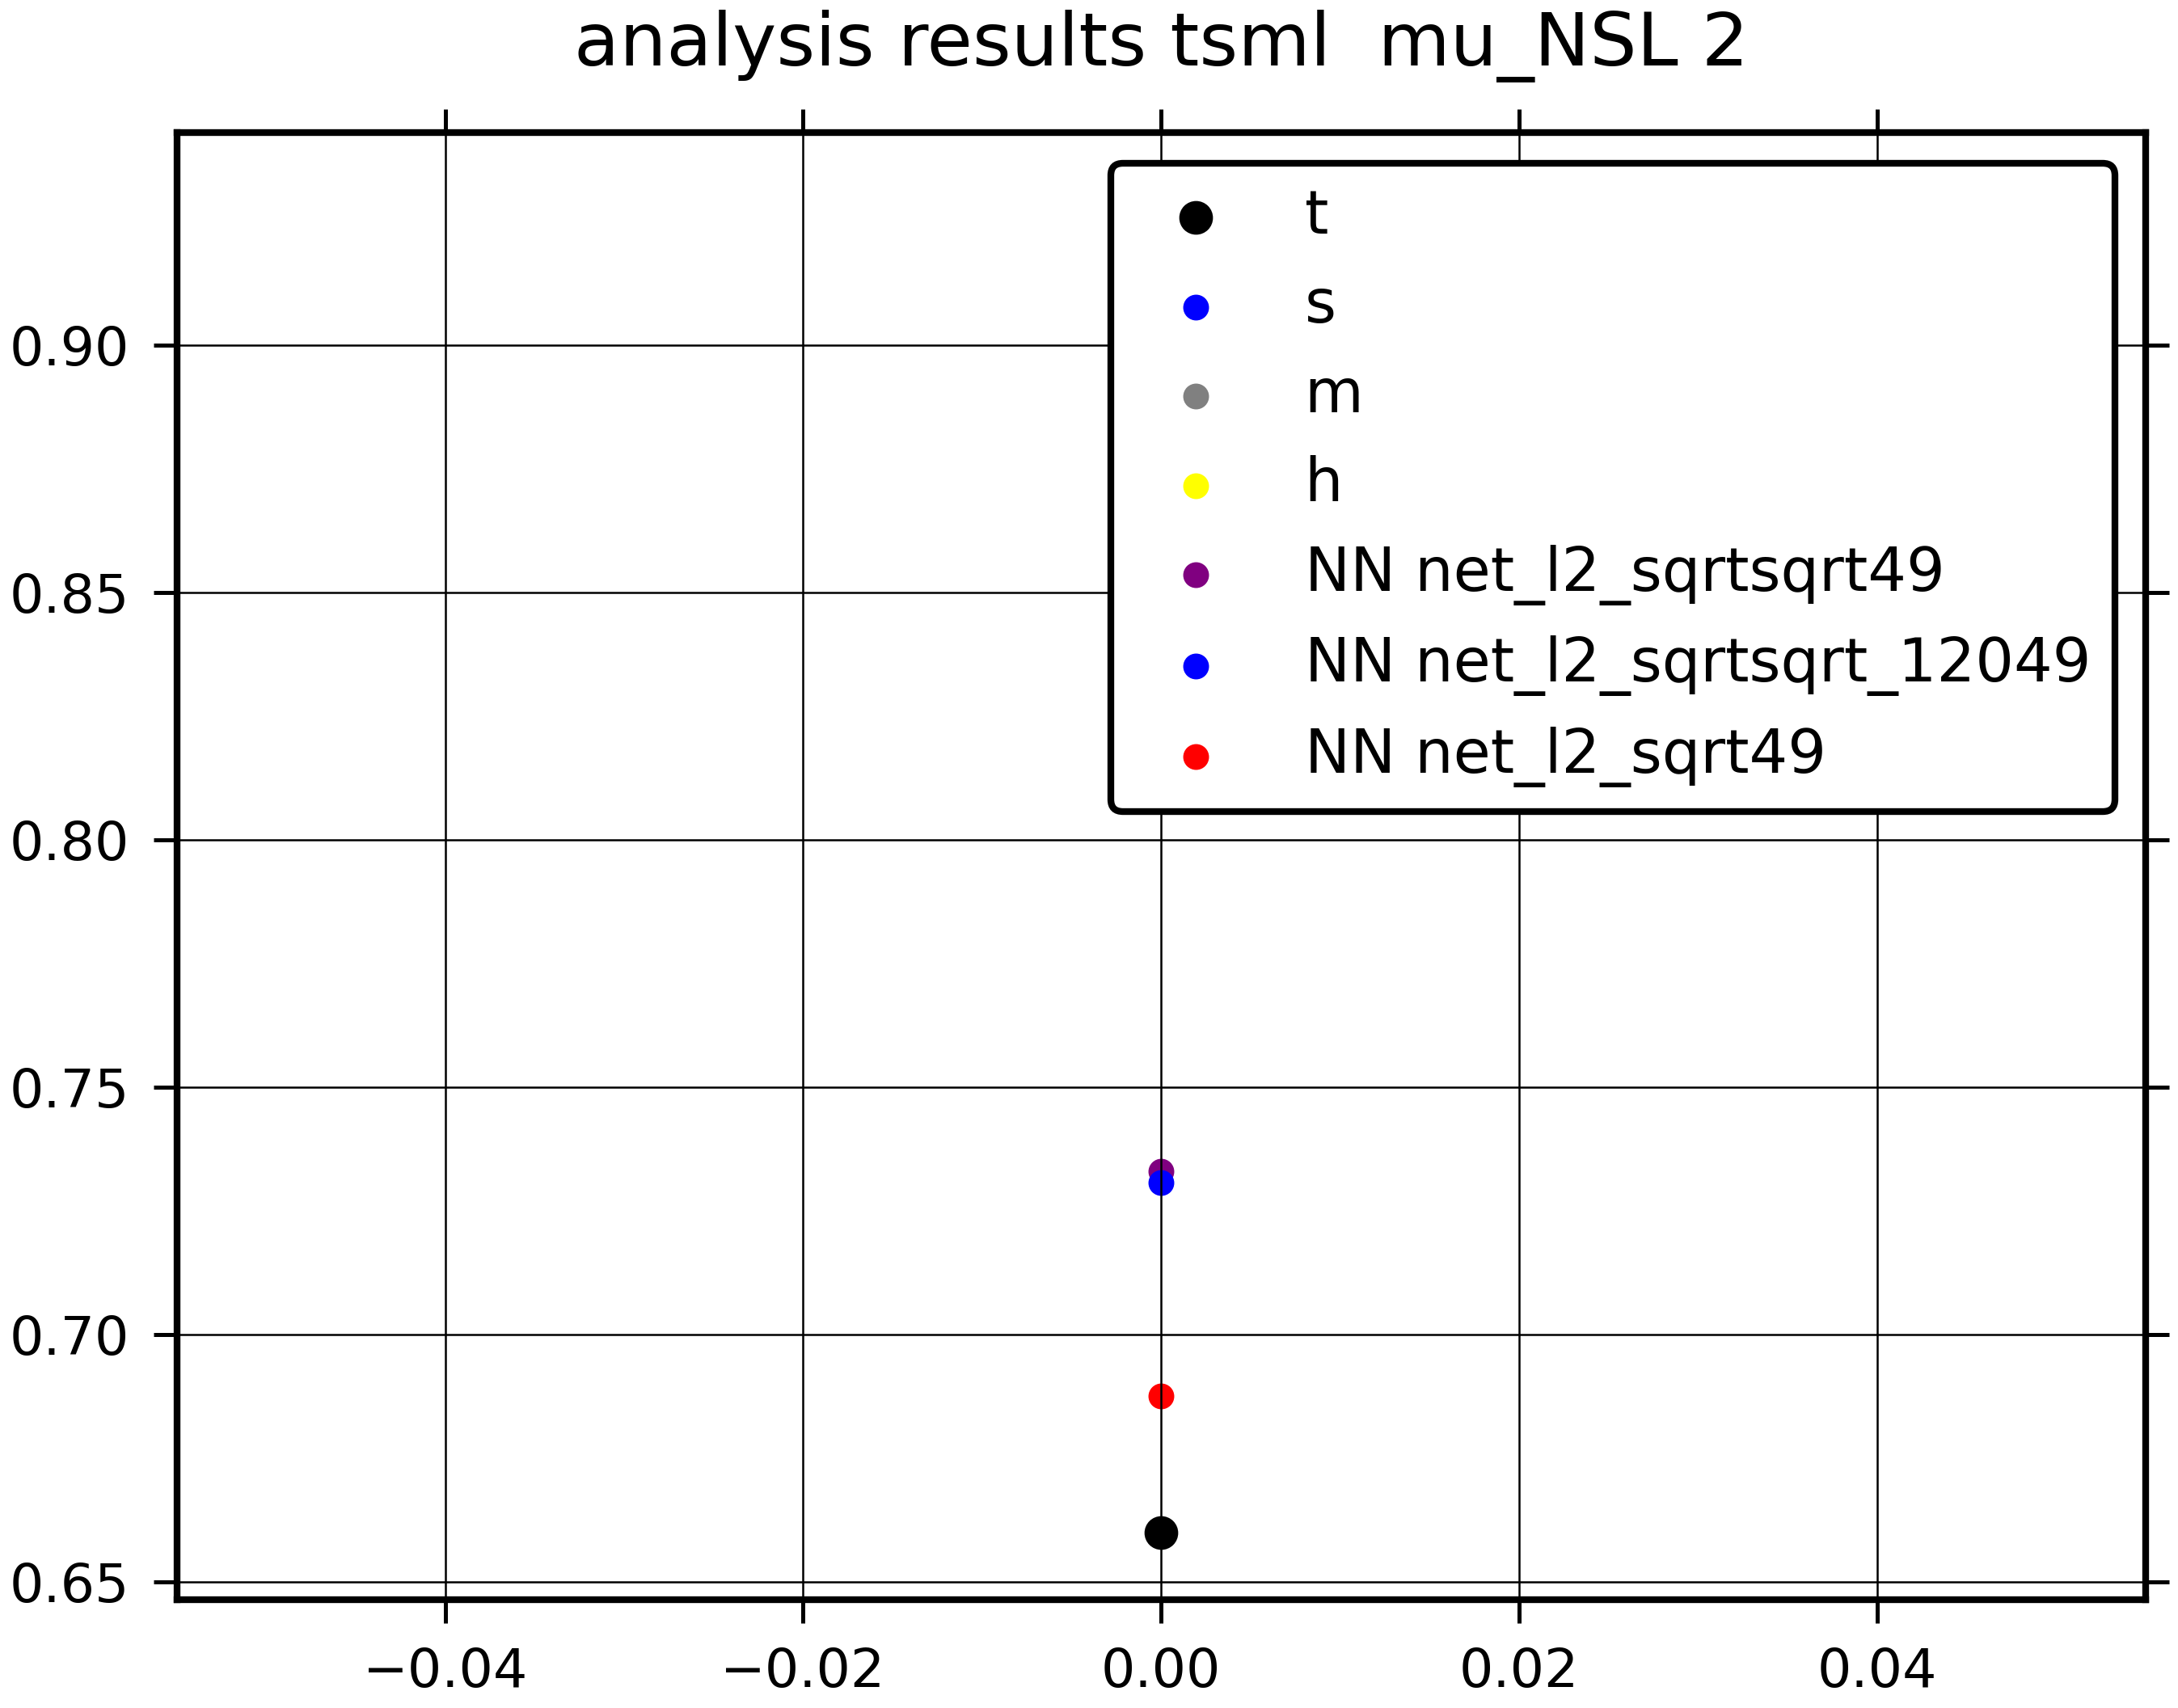 analysis results tsml  mu_NSL 2
t
s
m
h
NN net_l2_sqrtsqrt49
NN net_l2_sqrtsqrt_12049
NN net_l2_sqrt49
0.90
0.85
0.80
0.75
0.70
0.65
−0.04 −0.02 0.00 0.02 0.04